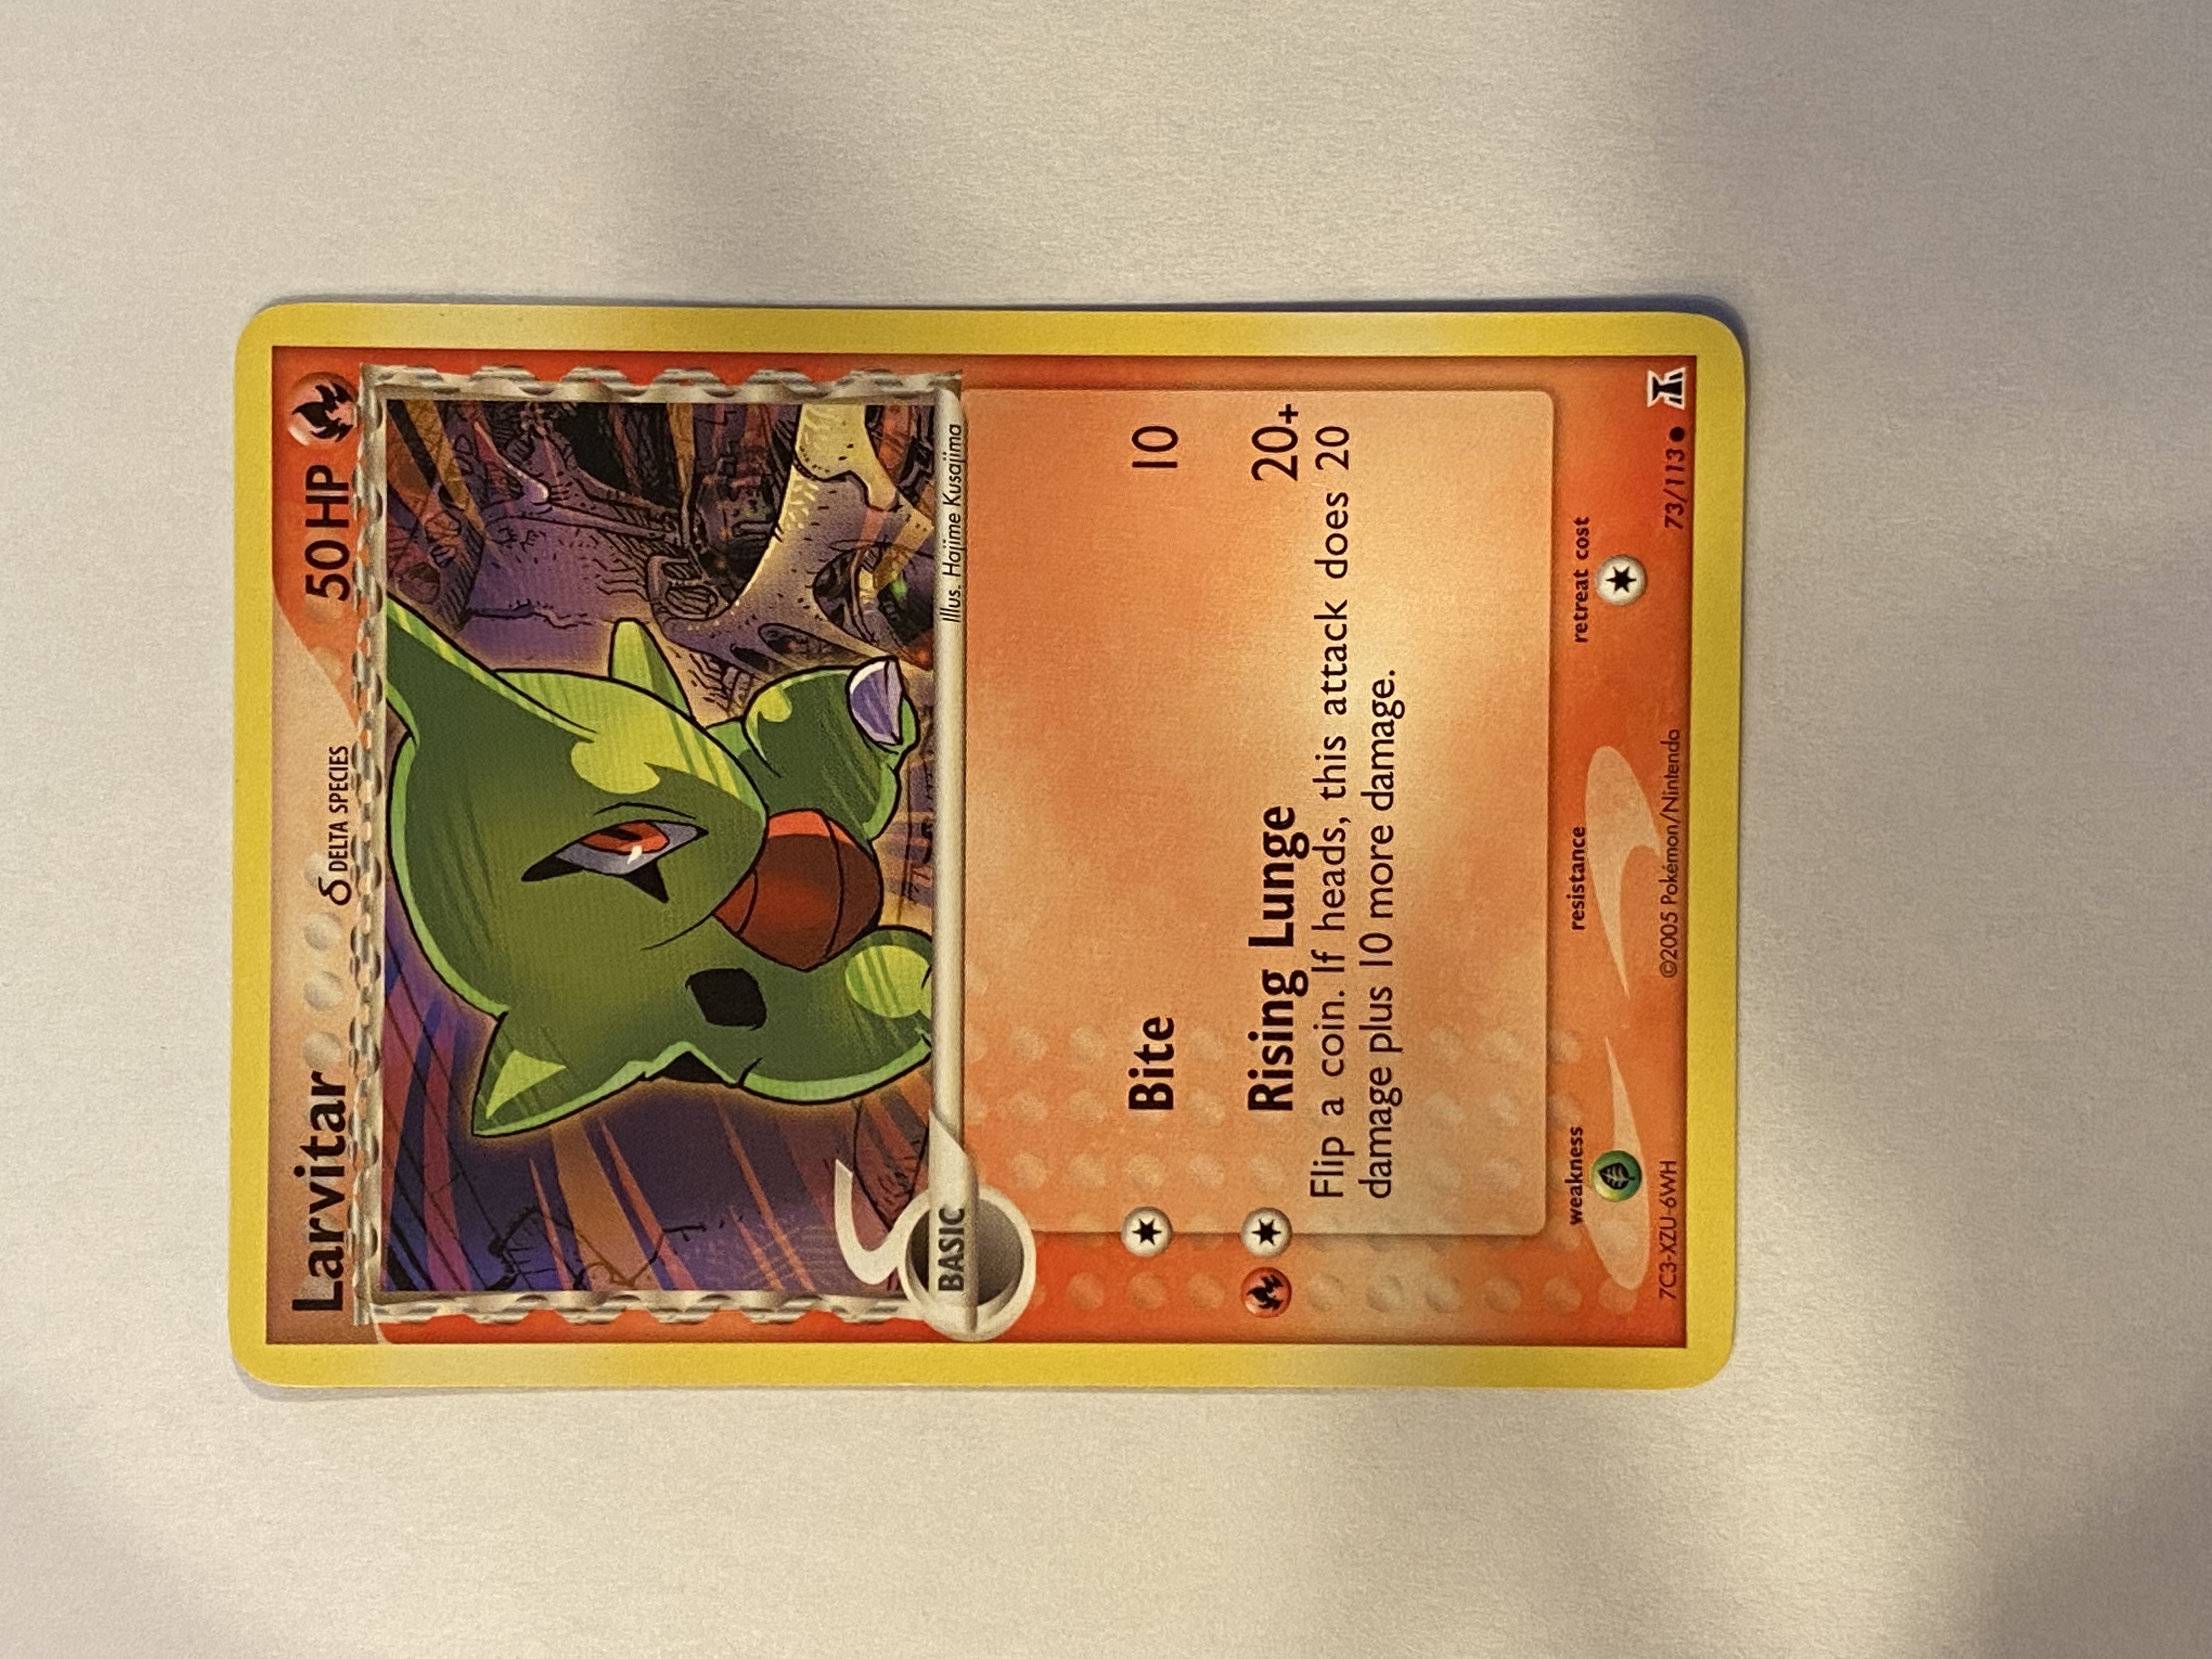 Larvitar δ DELTA SPECIES 50 HP
BASIC Illus. Hajime Kusajima
Bite 10
Rising Lunge 20+
Flip a coin. If heads, this attack does 20
damage plus 10 more damage.
weakness resistance retreat cost
7C3-XZU-6WH ©2005 Pokémon/Nintendo 73/113 ●